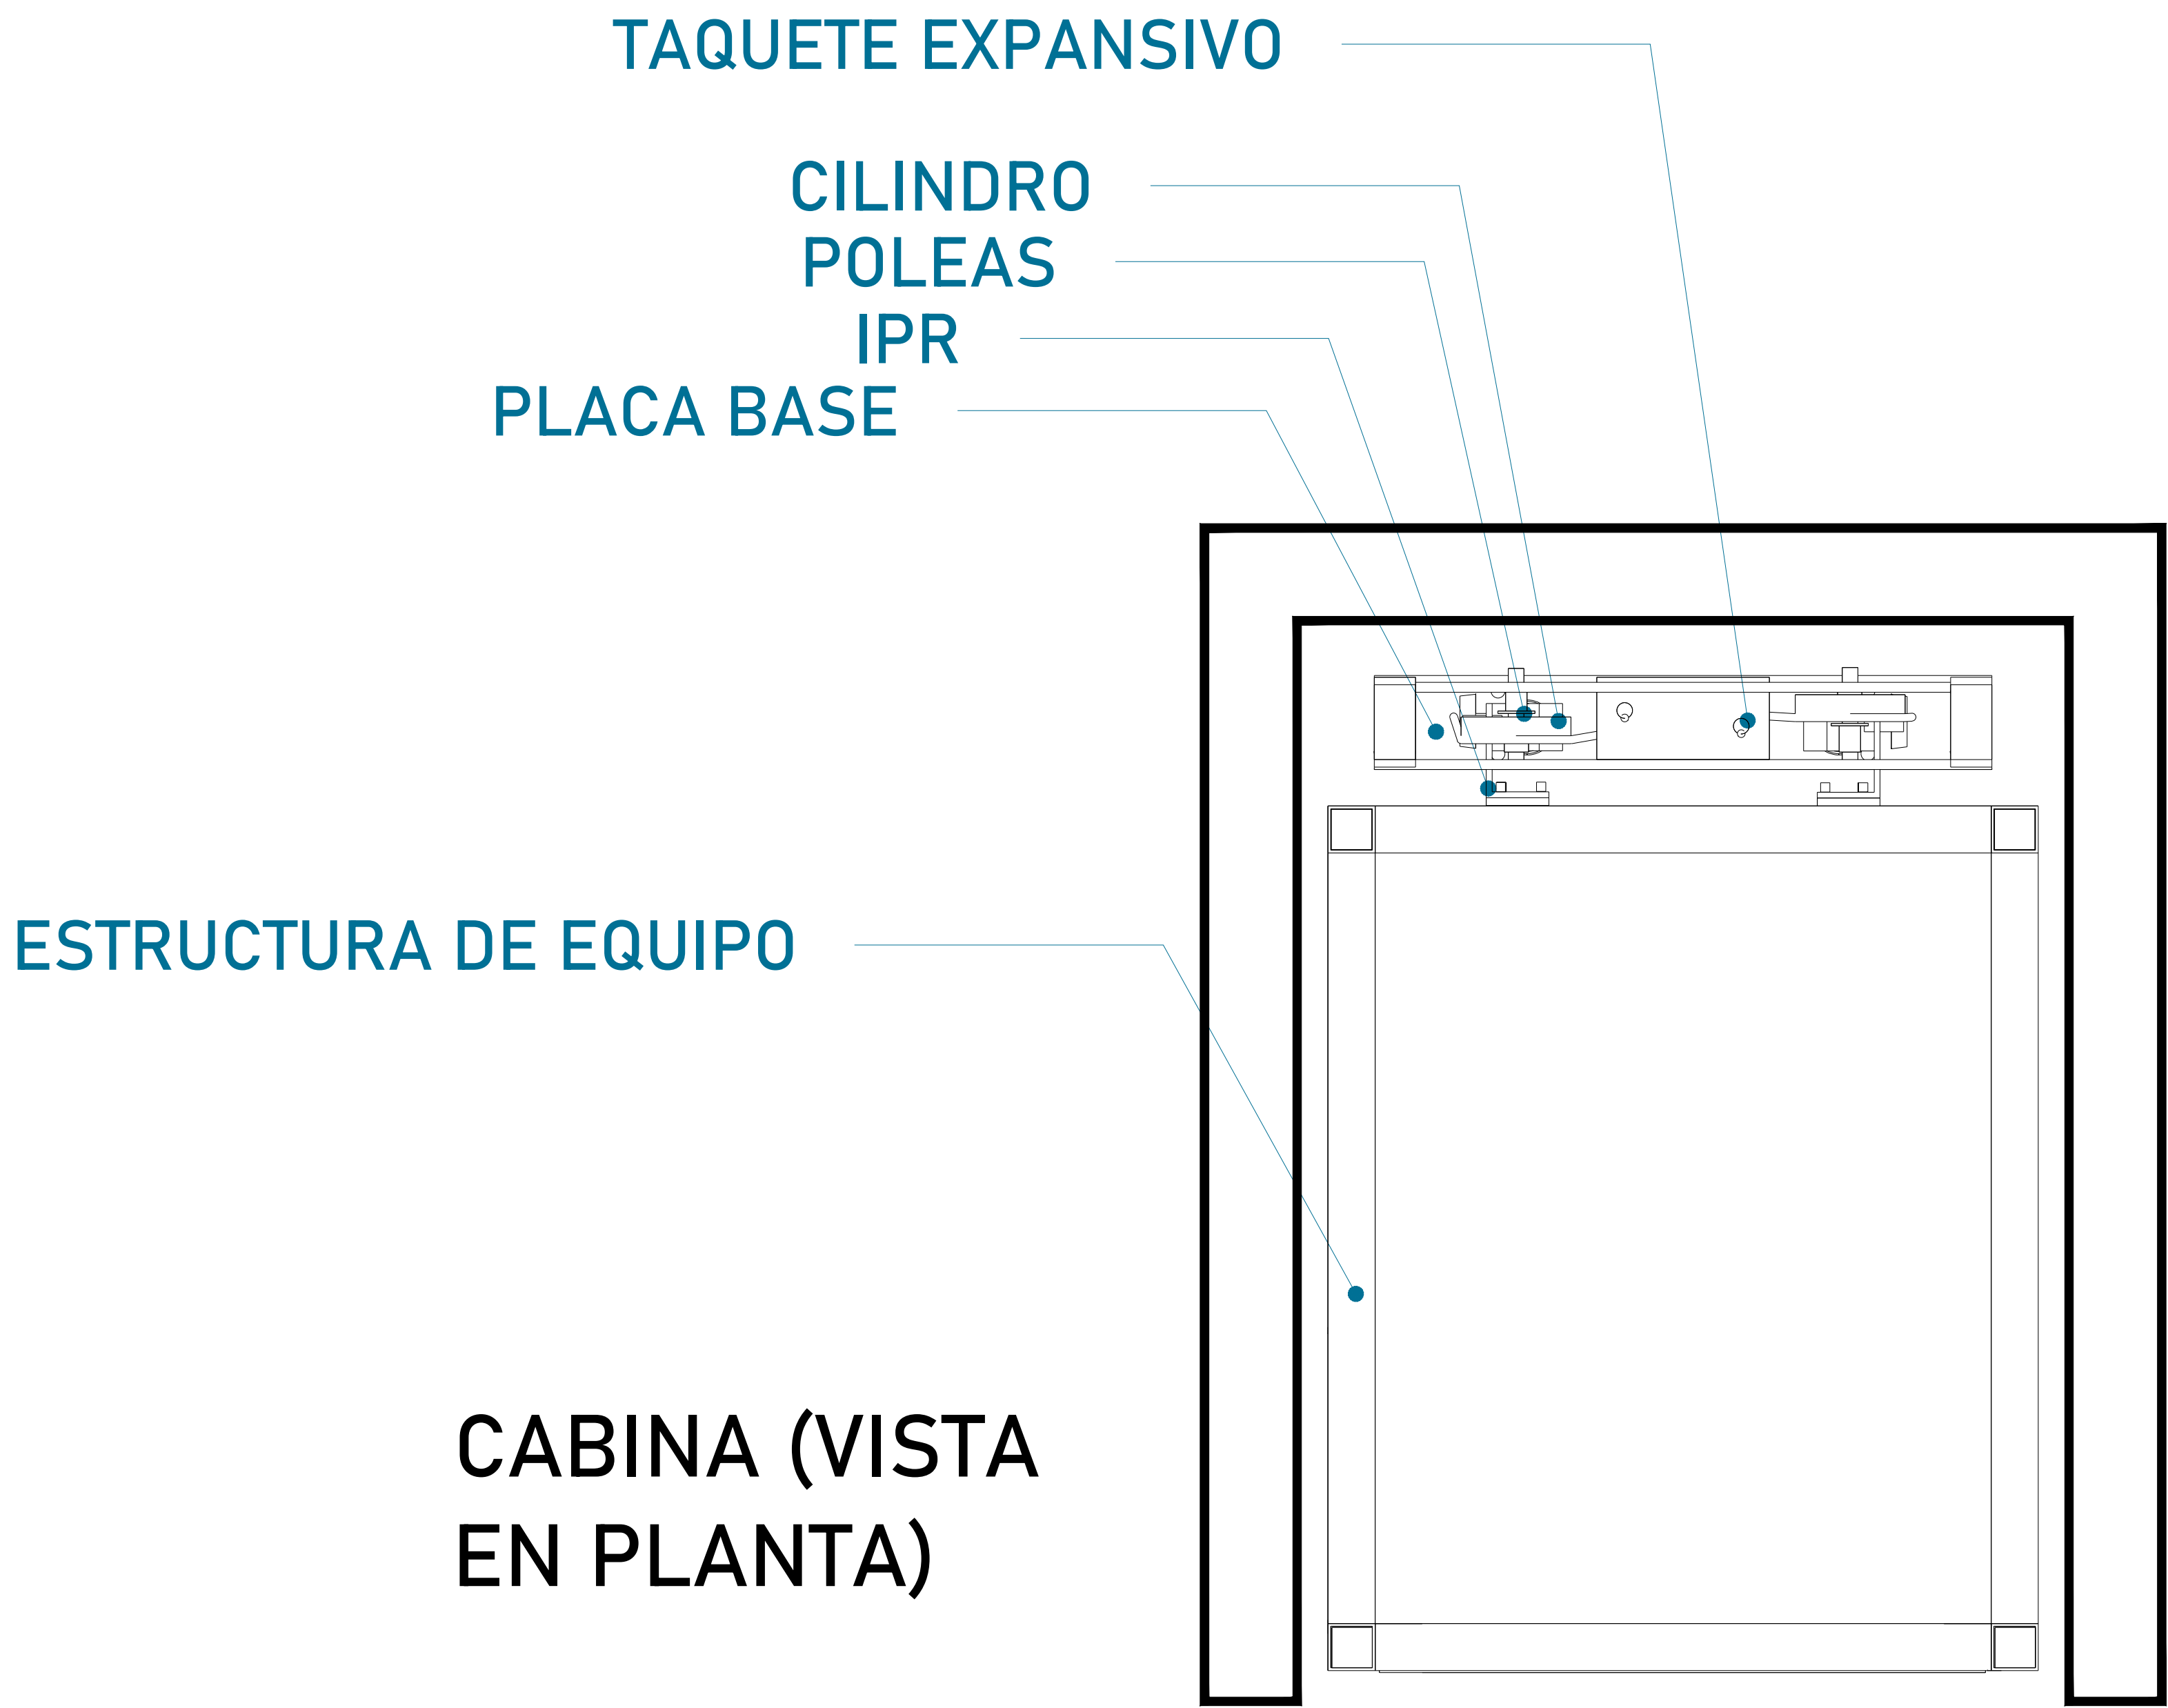 TAQUETE EXPANSIVO
CILINDRO
POLEAS
IPR
PLACA BASE
ESTRUCTURA DE EQUIPO
CABINA (VISTA
EN PLANTA)